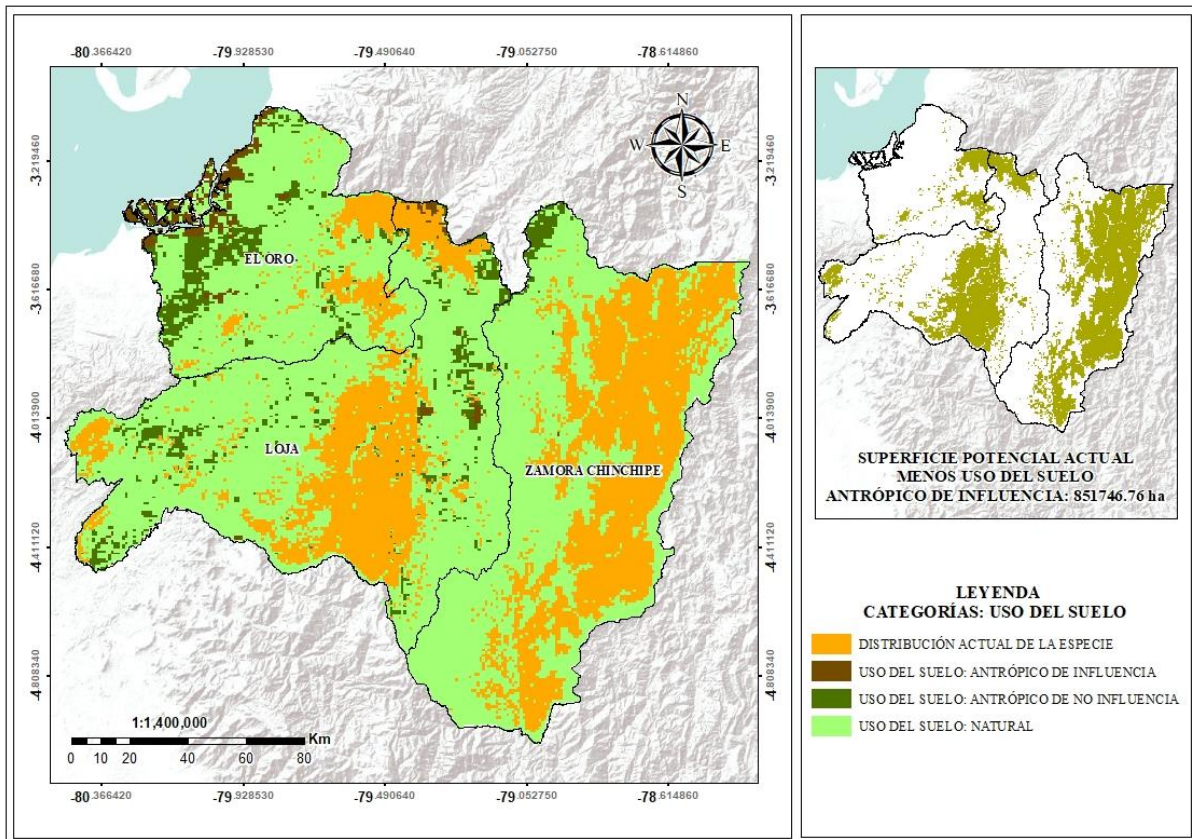 -80.366420 -79.928530 -79.490640 -79.052750 -78.614860
N
W E
S
-3.219460 -3.219460
EL ORO
-3.616680 -3.616680
-4.013900 -4.013900
LOJA
ZAMORA CHINCHIPE
-4.411120 -4.411120
-4.808340 -4.808340
1:1,400,000
Km
0 10 20 40 60 80
-80.366420 -79.928530 -79.490640 -79.052750 -78.614860
SUPERFICIE POTENCIAL ACTUAL
MENOS USO DEL SUELO
ANTRÓPICO DE INFLUENCIA: 851746.76 ha
LEYENDA
CATEGORÍAS: USO DEL SUELO
DISTRIBUCIÓN ACTUAL DE LA ESPECIE
USO DEL SUELO: ANTRÓPICO DE INFLUENCIA
USO DEL SUELO: ANTRÓPICO DE NO INFLUENCIA
USO DEL SUELO: NATURAL